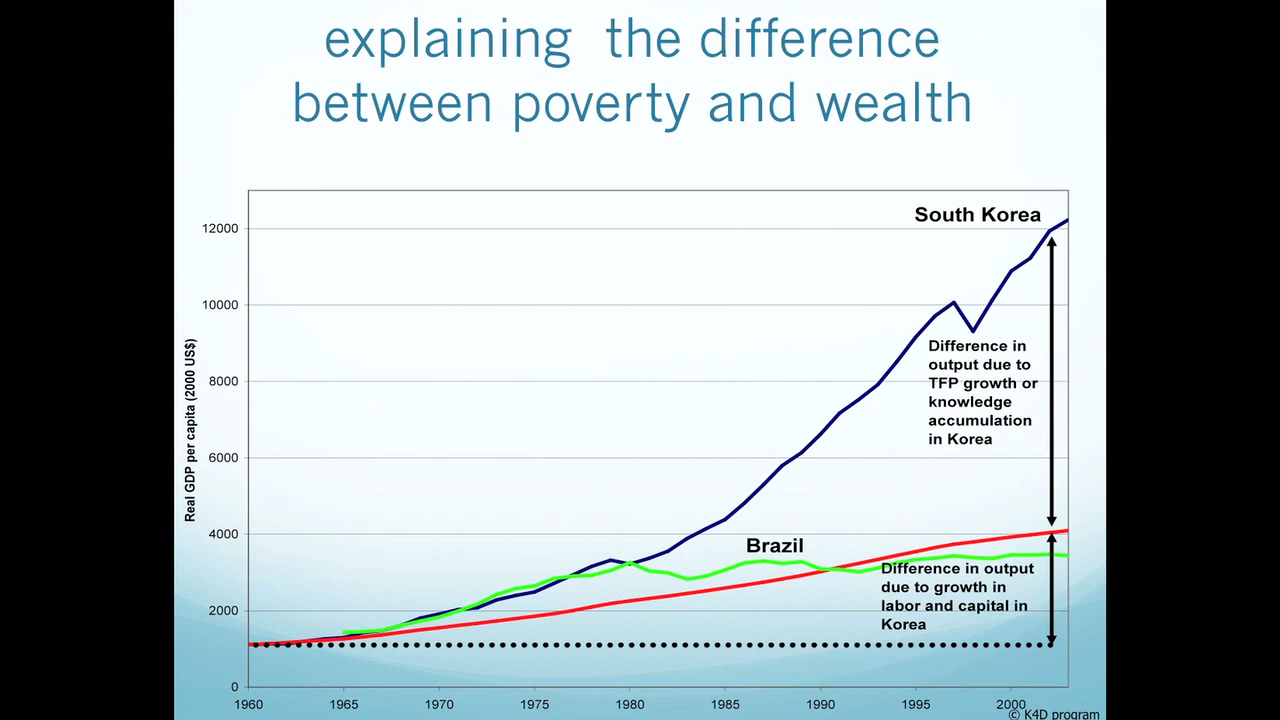 explaining the difference
between poverty and wealth
South Korea
12000
10000
Difference in
output due to
TFP growth or
knowledge
accumulation
in Korea
8000
6000
4000
2000
0
Real GDP per capita (2000 US$)
Brazil
Difference in output
due to growth in
labor and capital in
Korea
1960 1965 1970 1975 1980 1985 1990 1995 2000
© K4D program